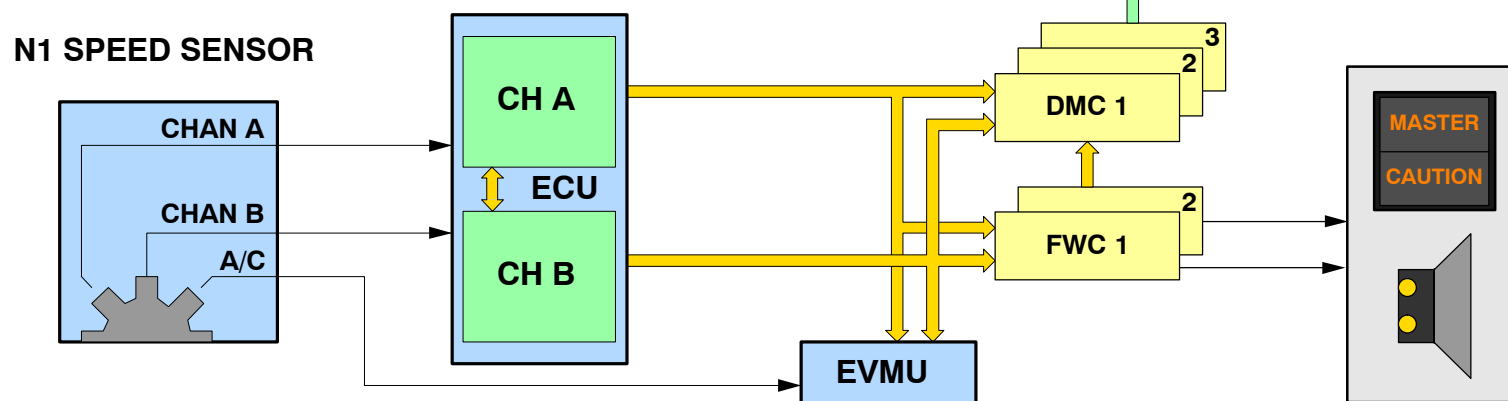 N1 SPEED SENSOR
CHAN A
CHAN B
A/C
CH A
ECU
CH B
3
2
DMC 1
2
FWC 1
EVMU
MASTER
CAUTION